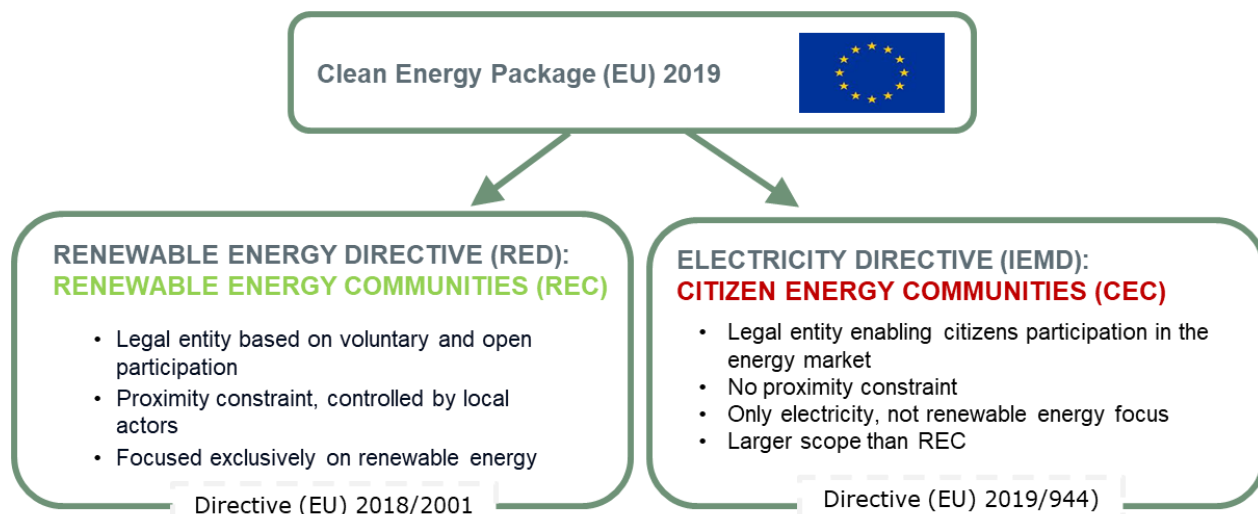 Clean Energy Package (EU) 2019
RENEWABLE ENERGY DIRECTIVE (RED):
RENEWABLE ENERGY COMMUNITIES (REC)
• Legal entity based on voluntary and open
participation
• Proximity constraint, controlled by local
actors
• Focused exclusively on renewable energy
Directive (EU) 2018/2001
ELECTRICITY DIRECTIVE (IEMD):
CITIZEN ENERGY COMMUNITIES (CEC)
• Legal entity enabling citizens participation in the
energy market
• No proximity constraint
• Only electricity, not renewable energy focus
• Larger scope than REC
Directive (EU) 2019/944)